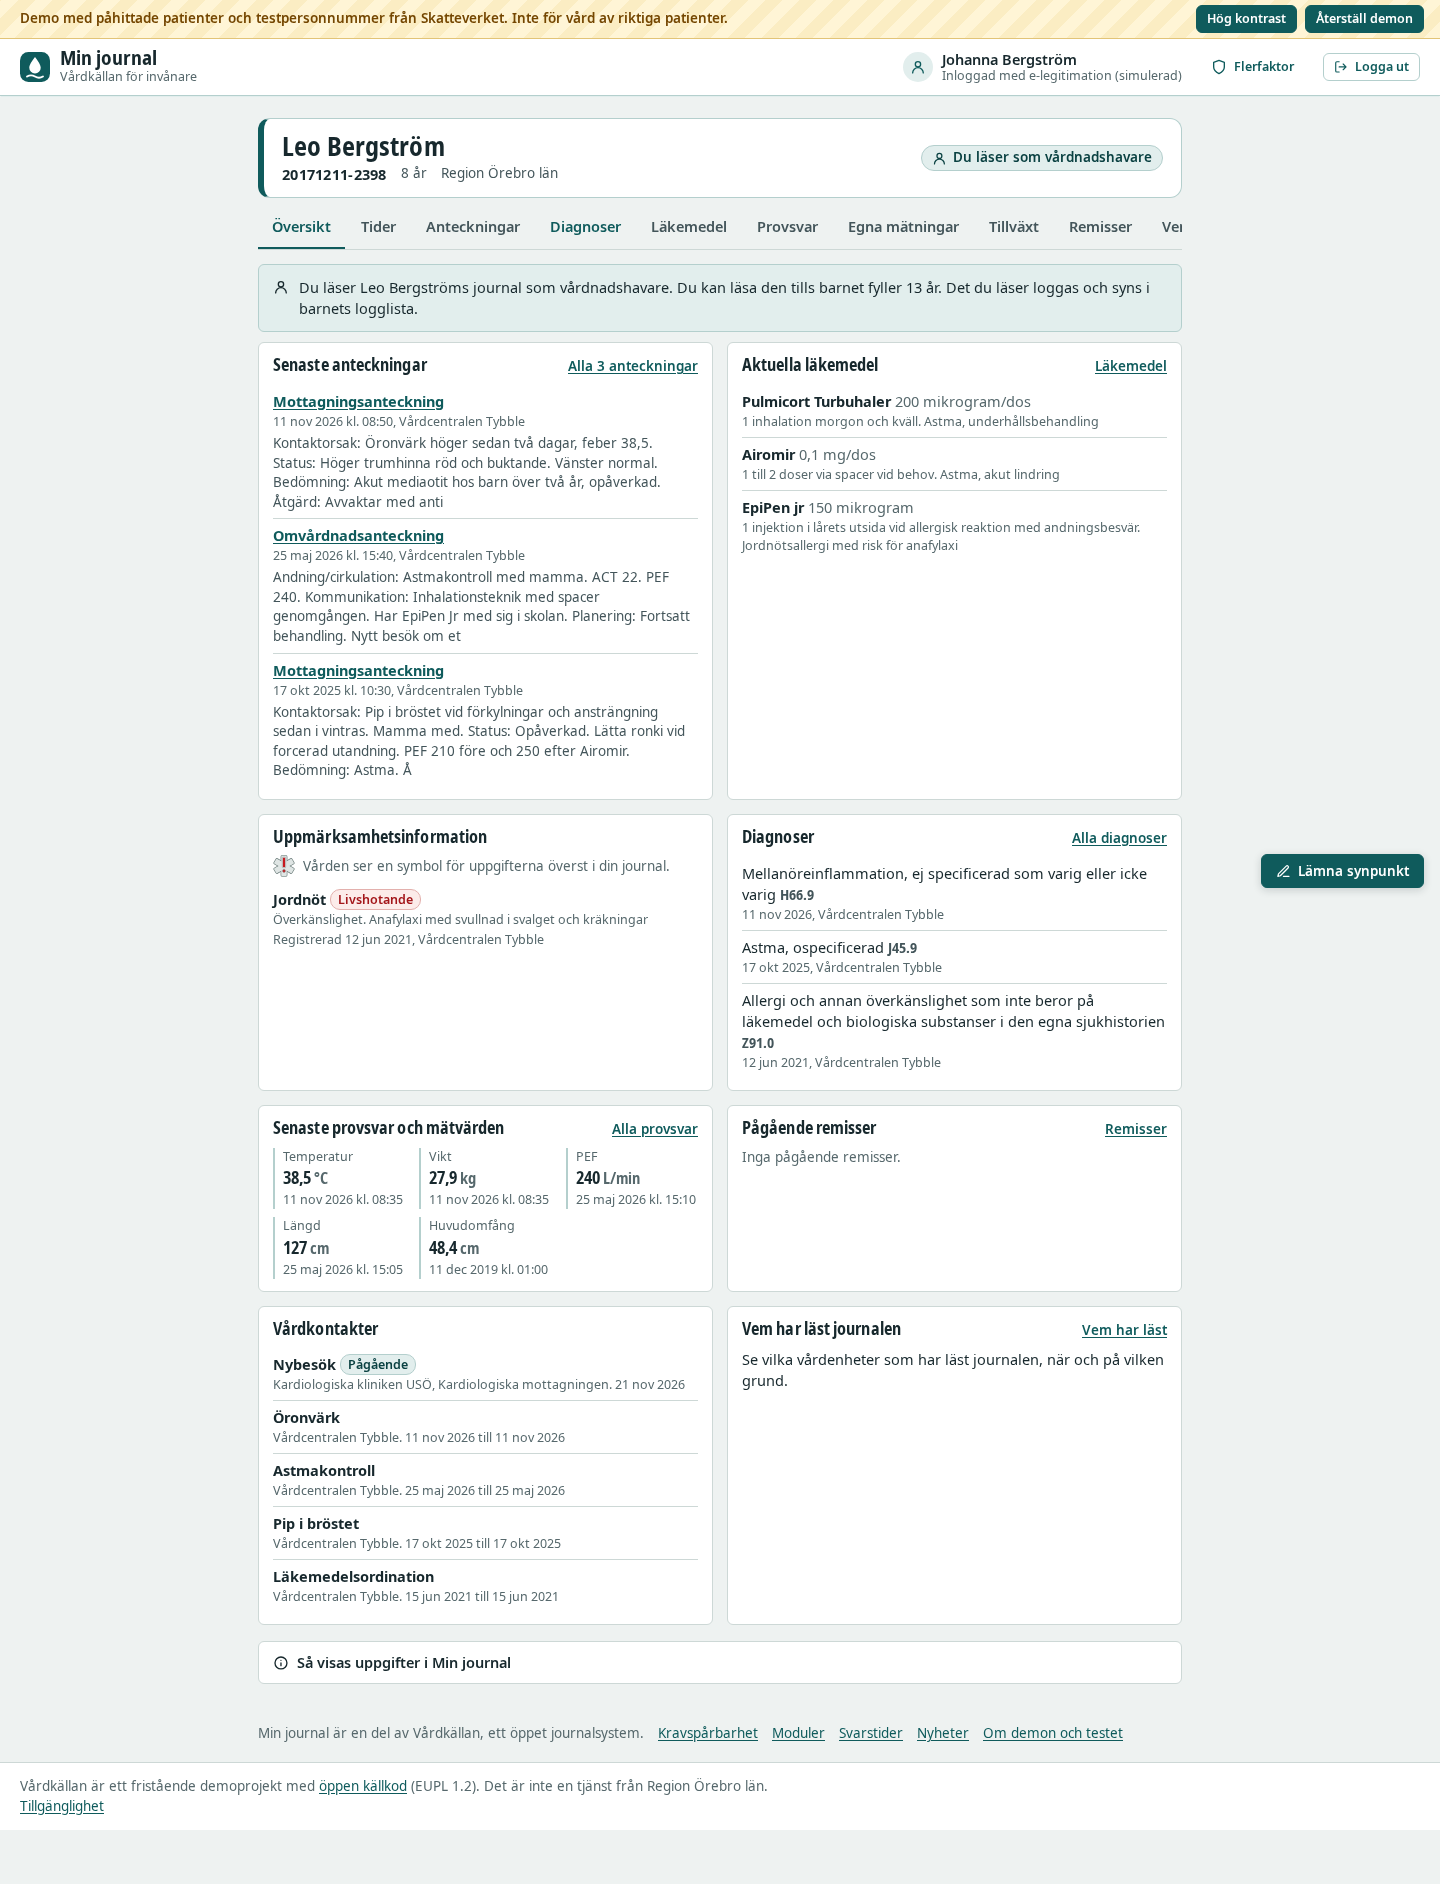 Demo med påhittade patienter och testpersonnummer från Skatteverket. Inte för vård av riktiga patienter.
Hög kontrast
Återställ demon
Min journal
Vårdkällan för invånare
Johanna Bergström
Inloggad med e-legitimation (simulerad)
Flerfaktor
Logga ut
Leo Bergström
20171211-2398 8 år Region Örebro län
Du läser som vårdnadshavare
Översikt Tider Anteckningar Diagnoser Läkemedel Provsvar Egna mätningar Tillväxt Remisser
Du läser Leo Bergströms journal som vårdnadshavare. Du kan läsa den tills barnet fyller 13 år. Det du läser loggas och syns i
barnets logglista.
Senaste anteckningar
Alla 3 anteckningar
Mottagningsanteckning
11 nov 2026 kl. 08:50, Vårdcentralen Tybble
Kontaktorsak: Öronvärk höger sedan två dagar, feber 38,5.
Status: Höger trumhinna röd och buktande. Vänster normal.
Bedömning: Akut mediaotit hos barn över två år, opåverkad.
Åtgärd: Avvaktar med anti
Omvårdnadsanteckning
25 maj 2026 kl. 15:40, Vårdcentralen Tybble
Andning/cirkulation: Astmakontroll med mamma. ACT 22. PEF
240. Kommunikation: Inhalationsteknik med spacer
genomgången. Har EpiPen Jr med sig i skolan. Planering: Fortsatt
behandling. Nytt besök om et
Mottagningsanteckning
17 okt 2025 kl. 10:30, Vårdcentralen Tybble
Kontaktorsak: Pip i bröstet vid förkylningar och ansträngning
sedan i vintras. Mamma med. Status: Opåverkad. Lätta ronki vid
forcerad utandning. PEF 210 före och 250 efter Airomir.
Bedömning: Astma. Å
Aktuella läkemedel
Läkemedel
Pulmicort Turbuhaler 200 mikrogram/dos
1 inhalation morgon och kväll. Astma, underhållsbehandling
Airomir 0,1 mg/dos
1 till 2 doser via spacer vid behov. Astma, akut lindring
EpiPen jr 150 mikrogram
1 injektion i lårets utsida vid allergisk reaktion med andningsbesvär.
Jordnötsallergi med risk för anafylaxi
Uppmärksamhetsinformation
Vården ser en symbol för uppgifterna överst i din journal.
Jordnöt Livshotande
Överkänslighet. Anafylaxi med svullnad i svalget och kräkningar
Registrerad 12 jun 2021, Vårdcentralen Tybble
Diagnoser
Alla diagnoser
Mellanöreinflammation, ej specificerad som varig eller icke
varig H66.9
11 nov 2026, Vårdcentralen Tybble
Astma, ospecificerad J45.9
17 okt 2025, Vårdcentralen Tybble
Allergi och annan överkänslighet som inte beror på
läkemedel och biologiska substanser i den egna sjukhistorien
Z91.0
12 jun 2021, Vårdcentralen Tybble
Lämna synpunkt
Senaste provsvar och mätvärden
Alla provsvar
Temperatur
38,5 °C
11 nov 2026 kl. 08:35
Vikt
27,9 kg
11 nov 2026 kl. 08:35
PEF
240 L/min
25 maj 2026 kl. 15:10
Längd
127 cm
25 maj 2026 kl. 15:05
Huvudomfång
48,4 cm
11 dec 2019 kl. 01:00
Pågående remisser
Remisser
Inga pågående remisser.
Vårdkontakter
Nybesök Pågående
Kardiologiska kliniken USÖ, Kardiologiska mottagningen. 21 nov 2026
Öronvärk
Vårdcentralen Tybble. 11 nov 2026 till 11 nov 2026
Astmakontroll
Vårdcentralen Tybble. 25 maj 2026 till 25 maj 2026
Pip i bröstet
Vårdcentralen Tybble. 17 okt 2025 till 17 okt 2025
Läkemedelsordination
Vårdcentralen Tybble. 15 jun 2021 till 15 jun 2021
Vem har läst journalen
Vem har läst
Se vilka vårdenheter som har läst journalen, när och på vilken
grund.
Så visas uppgifter i Min journal
Min journal är en del av Vårdkällan, ett öppet journalsystem. Kravspårbarhet Moduler Svarstider Nyheter Om demon och testet
Vårdkällan är ett fristående demoprojekt med öppen källkod (EUPL 1.2). Det är inte en tjänst från Region Örebro län.
Tillgänglighet